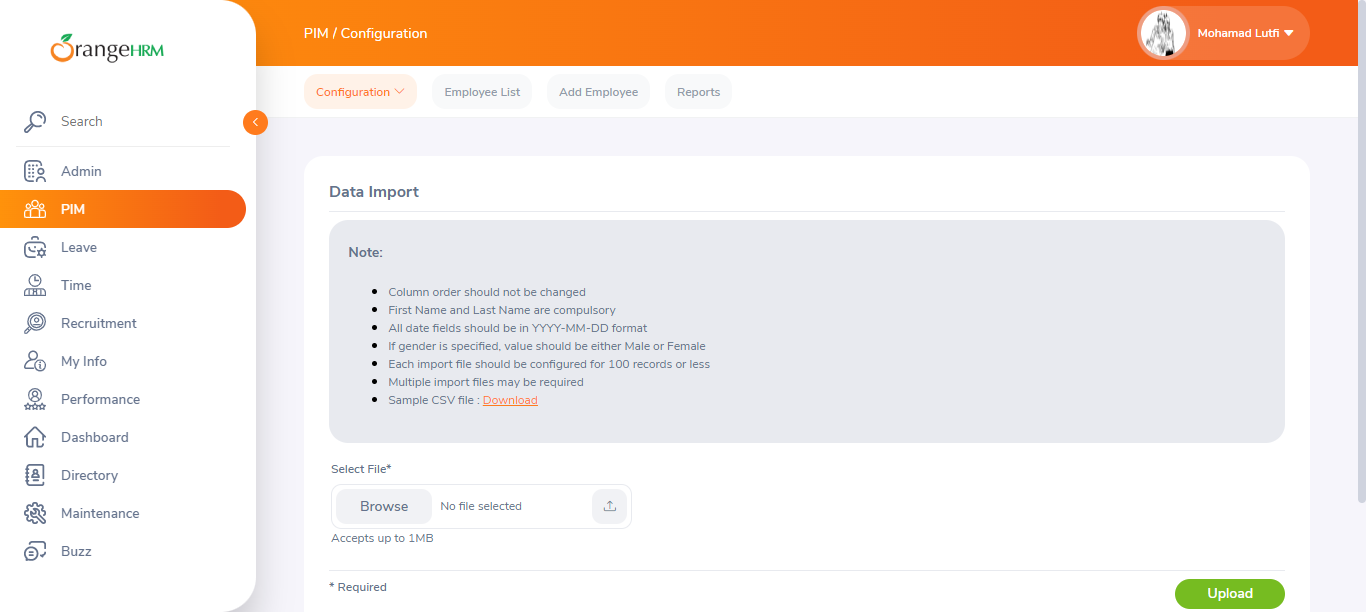 OrangeHRM
PIM / Configuration
Mohamad Lutfi
Configuration
Employee List
Add Employee
Reports
Search
Admin
PIM
Leave
Time
Recruitment
My Info
Performance
Dashboard
Directory
Maintenance
Buzz
Data Import
Note:
Column order should not be changed
First Name and Last Name are compulsory
All date fields should be in YYYY-MM-DD format
If gender is specified, value should be either Male or Female
Each import file should be configured for 100 records or less
Multiple import files may be required
Sample CSV file : Download
Select File*
Browse No file selected
Accepts up to 1MB
* Required
Upload